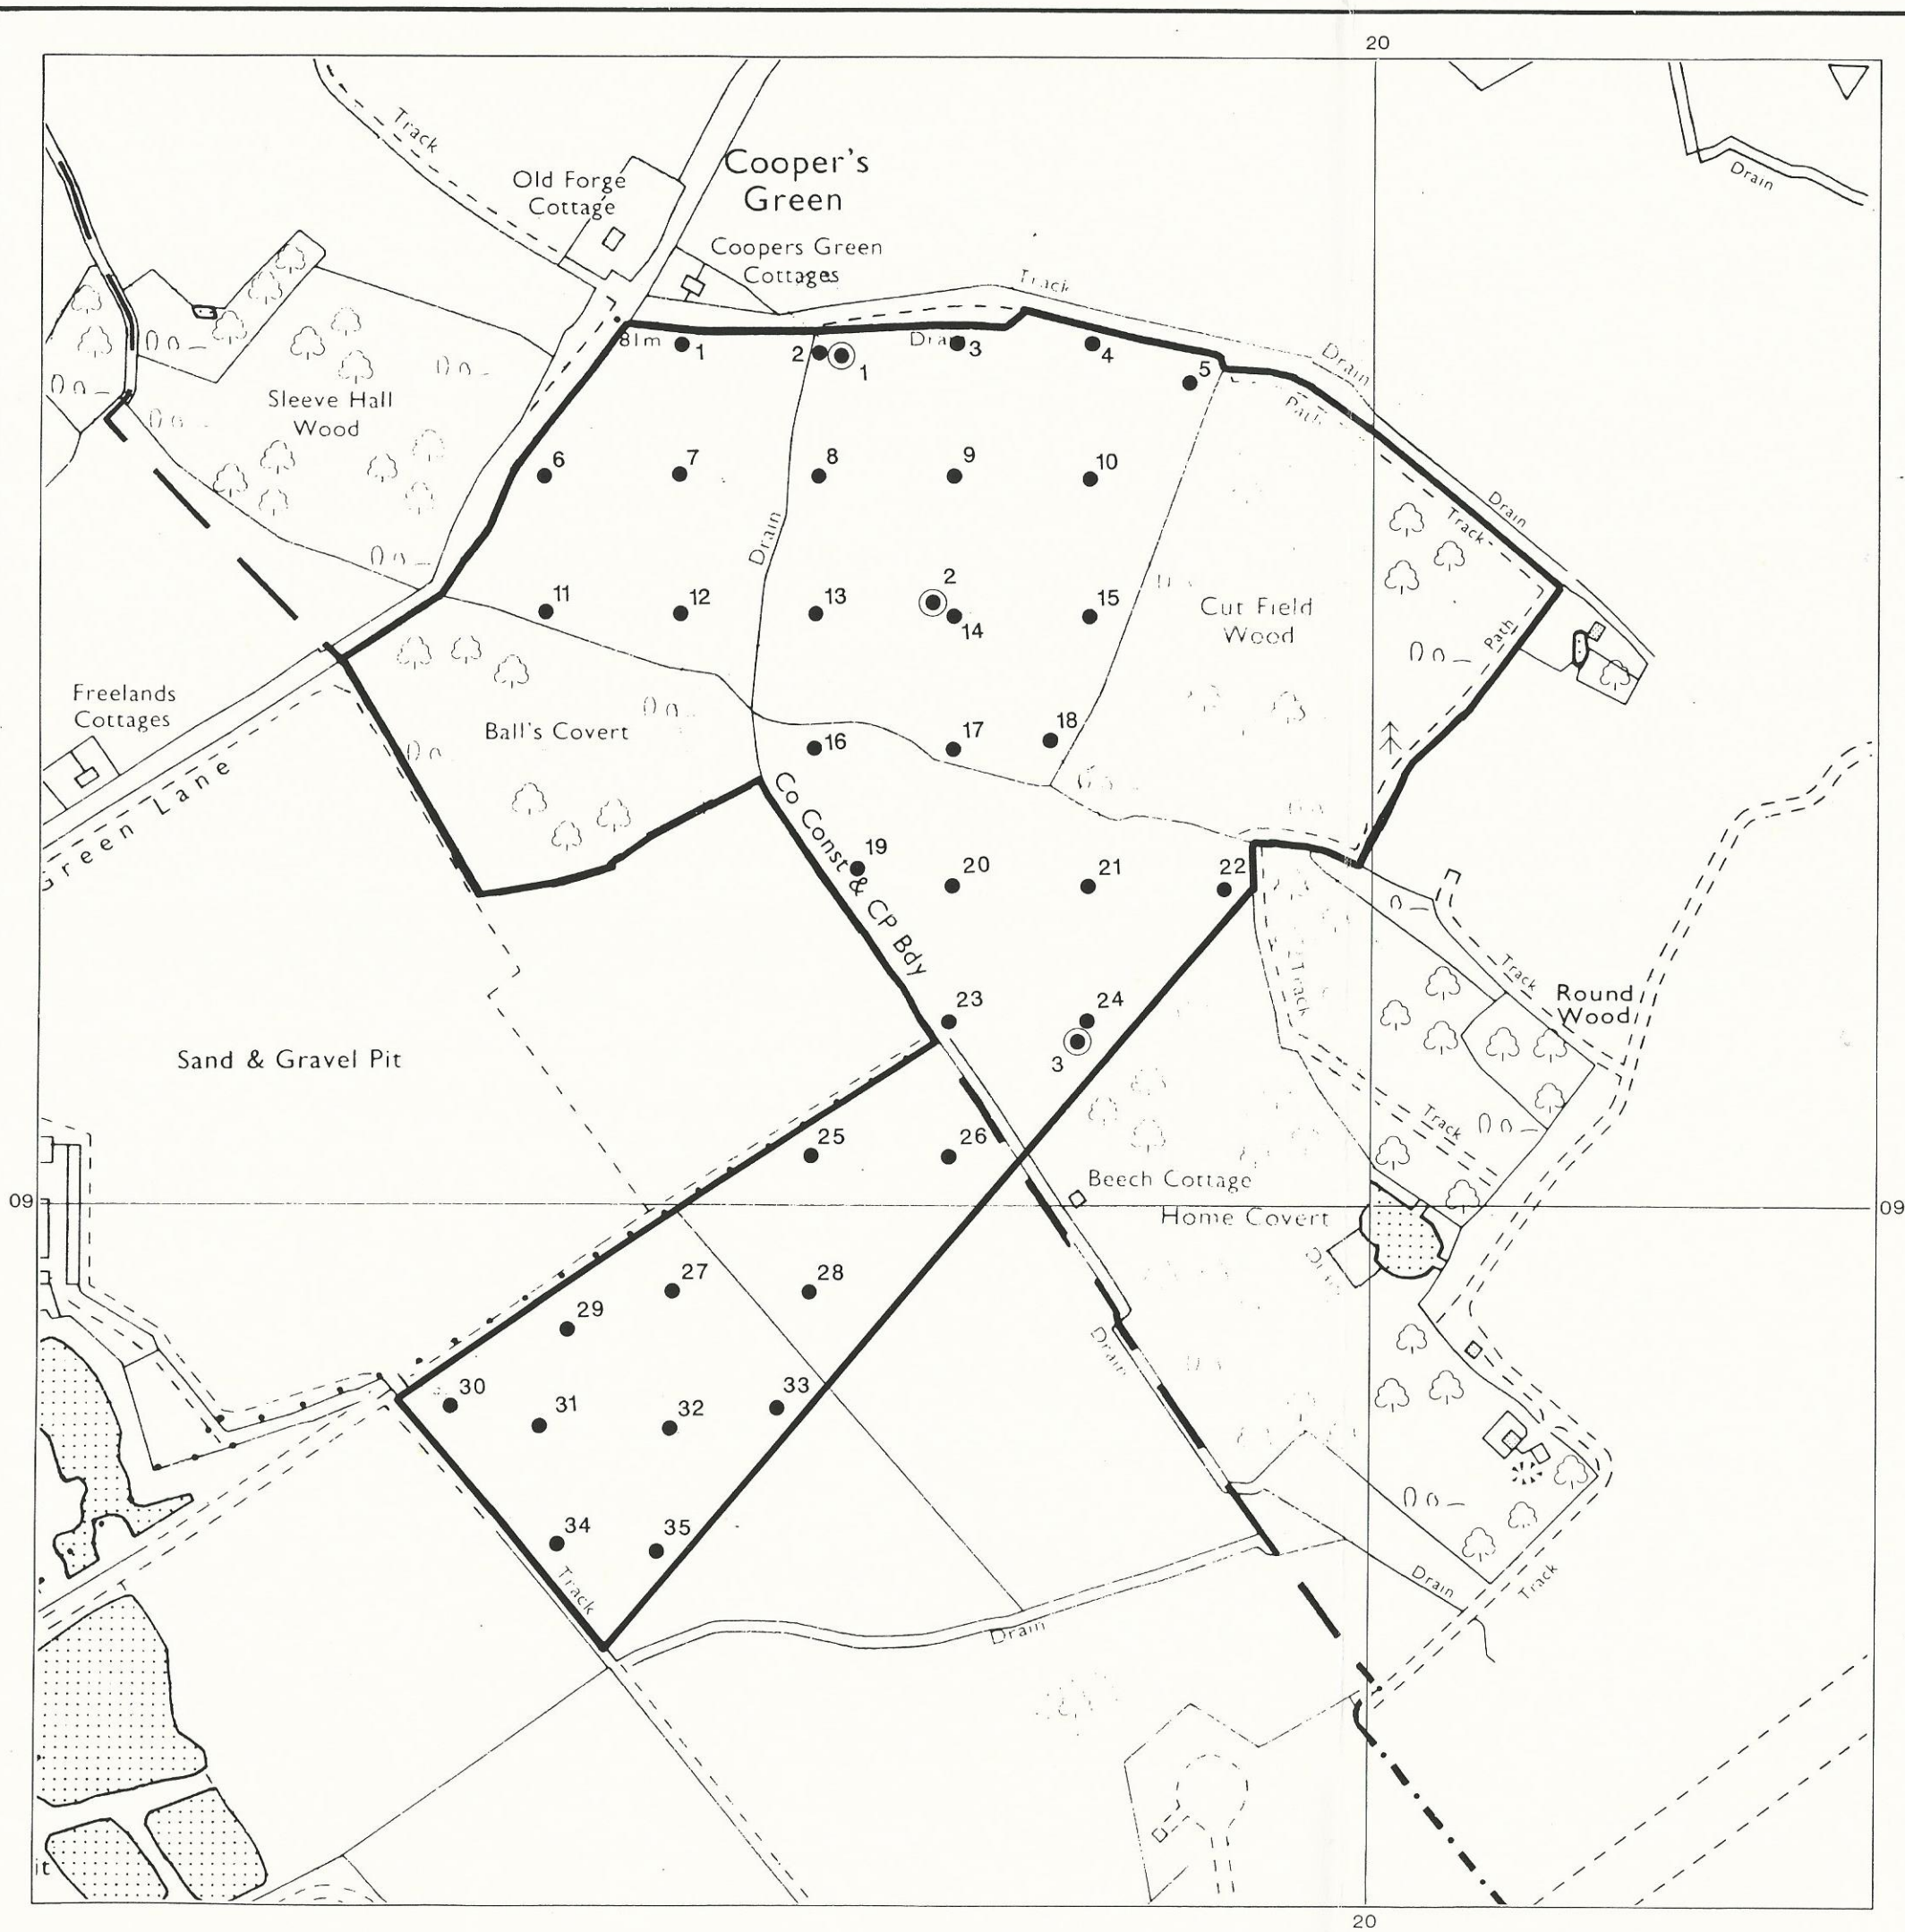 20
Track
Old Forge
Cottage
Cooper's
Green
Coopers Green
Cottages
Drain
Track
81m
1
2
1
Drain
3
4
5
Drain
Path
Sleeve Hall
Wood
6
7
8
9
10
Drain
Track
Drain
11
12
13
2
14
15
Cut Field
Wood
Path
Freelands
Cottages
Green Lane
Ball's Covert
16
17
18
Co Const & CP Bdy
19
20
21
22
23
24
3
Track
Track
Round
Wood
Sand & Gravel Pit
25
26
Track
Beech Cottage
09
09
Home Covert
27
28
29
Drain
30
31
32
33
34
35
Track
Drain
Drain
Track
it
20